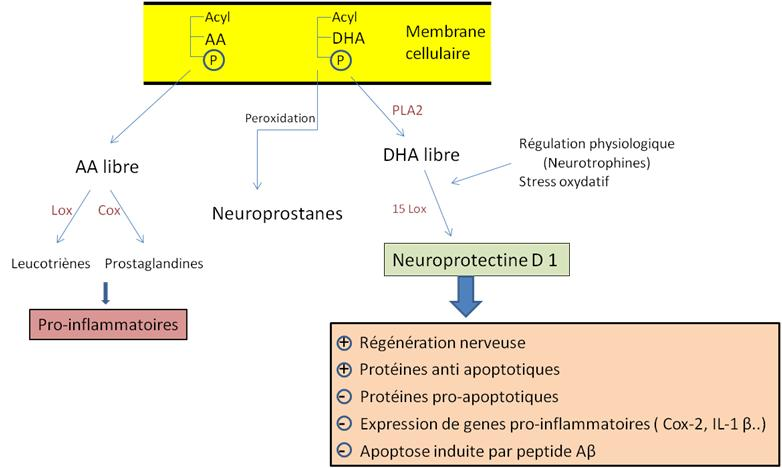 Acyl
AA
P
Acyl
DHA
P
Membrane
cellulaire
Peroxidation
PLA2
AA libre
DHA libre
Régulation physiologique
(Neurotrophines)
Stress oxydatif
Lox
Cox
Neuroprostanes
15 Lox
Leucotriènes
Prostaglandines
Neuroprotectine D 1
Pro-inflammatoires
+ Régénération nerveuse
+ Protéines anti apoptotiques
- Protéines pro-apoptotiques
- Expression de genes pro-inflammatoires ( Cox-2, IL-1 β..)
- Apoptose induite par peptide Aβ